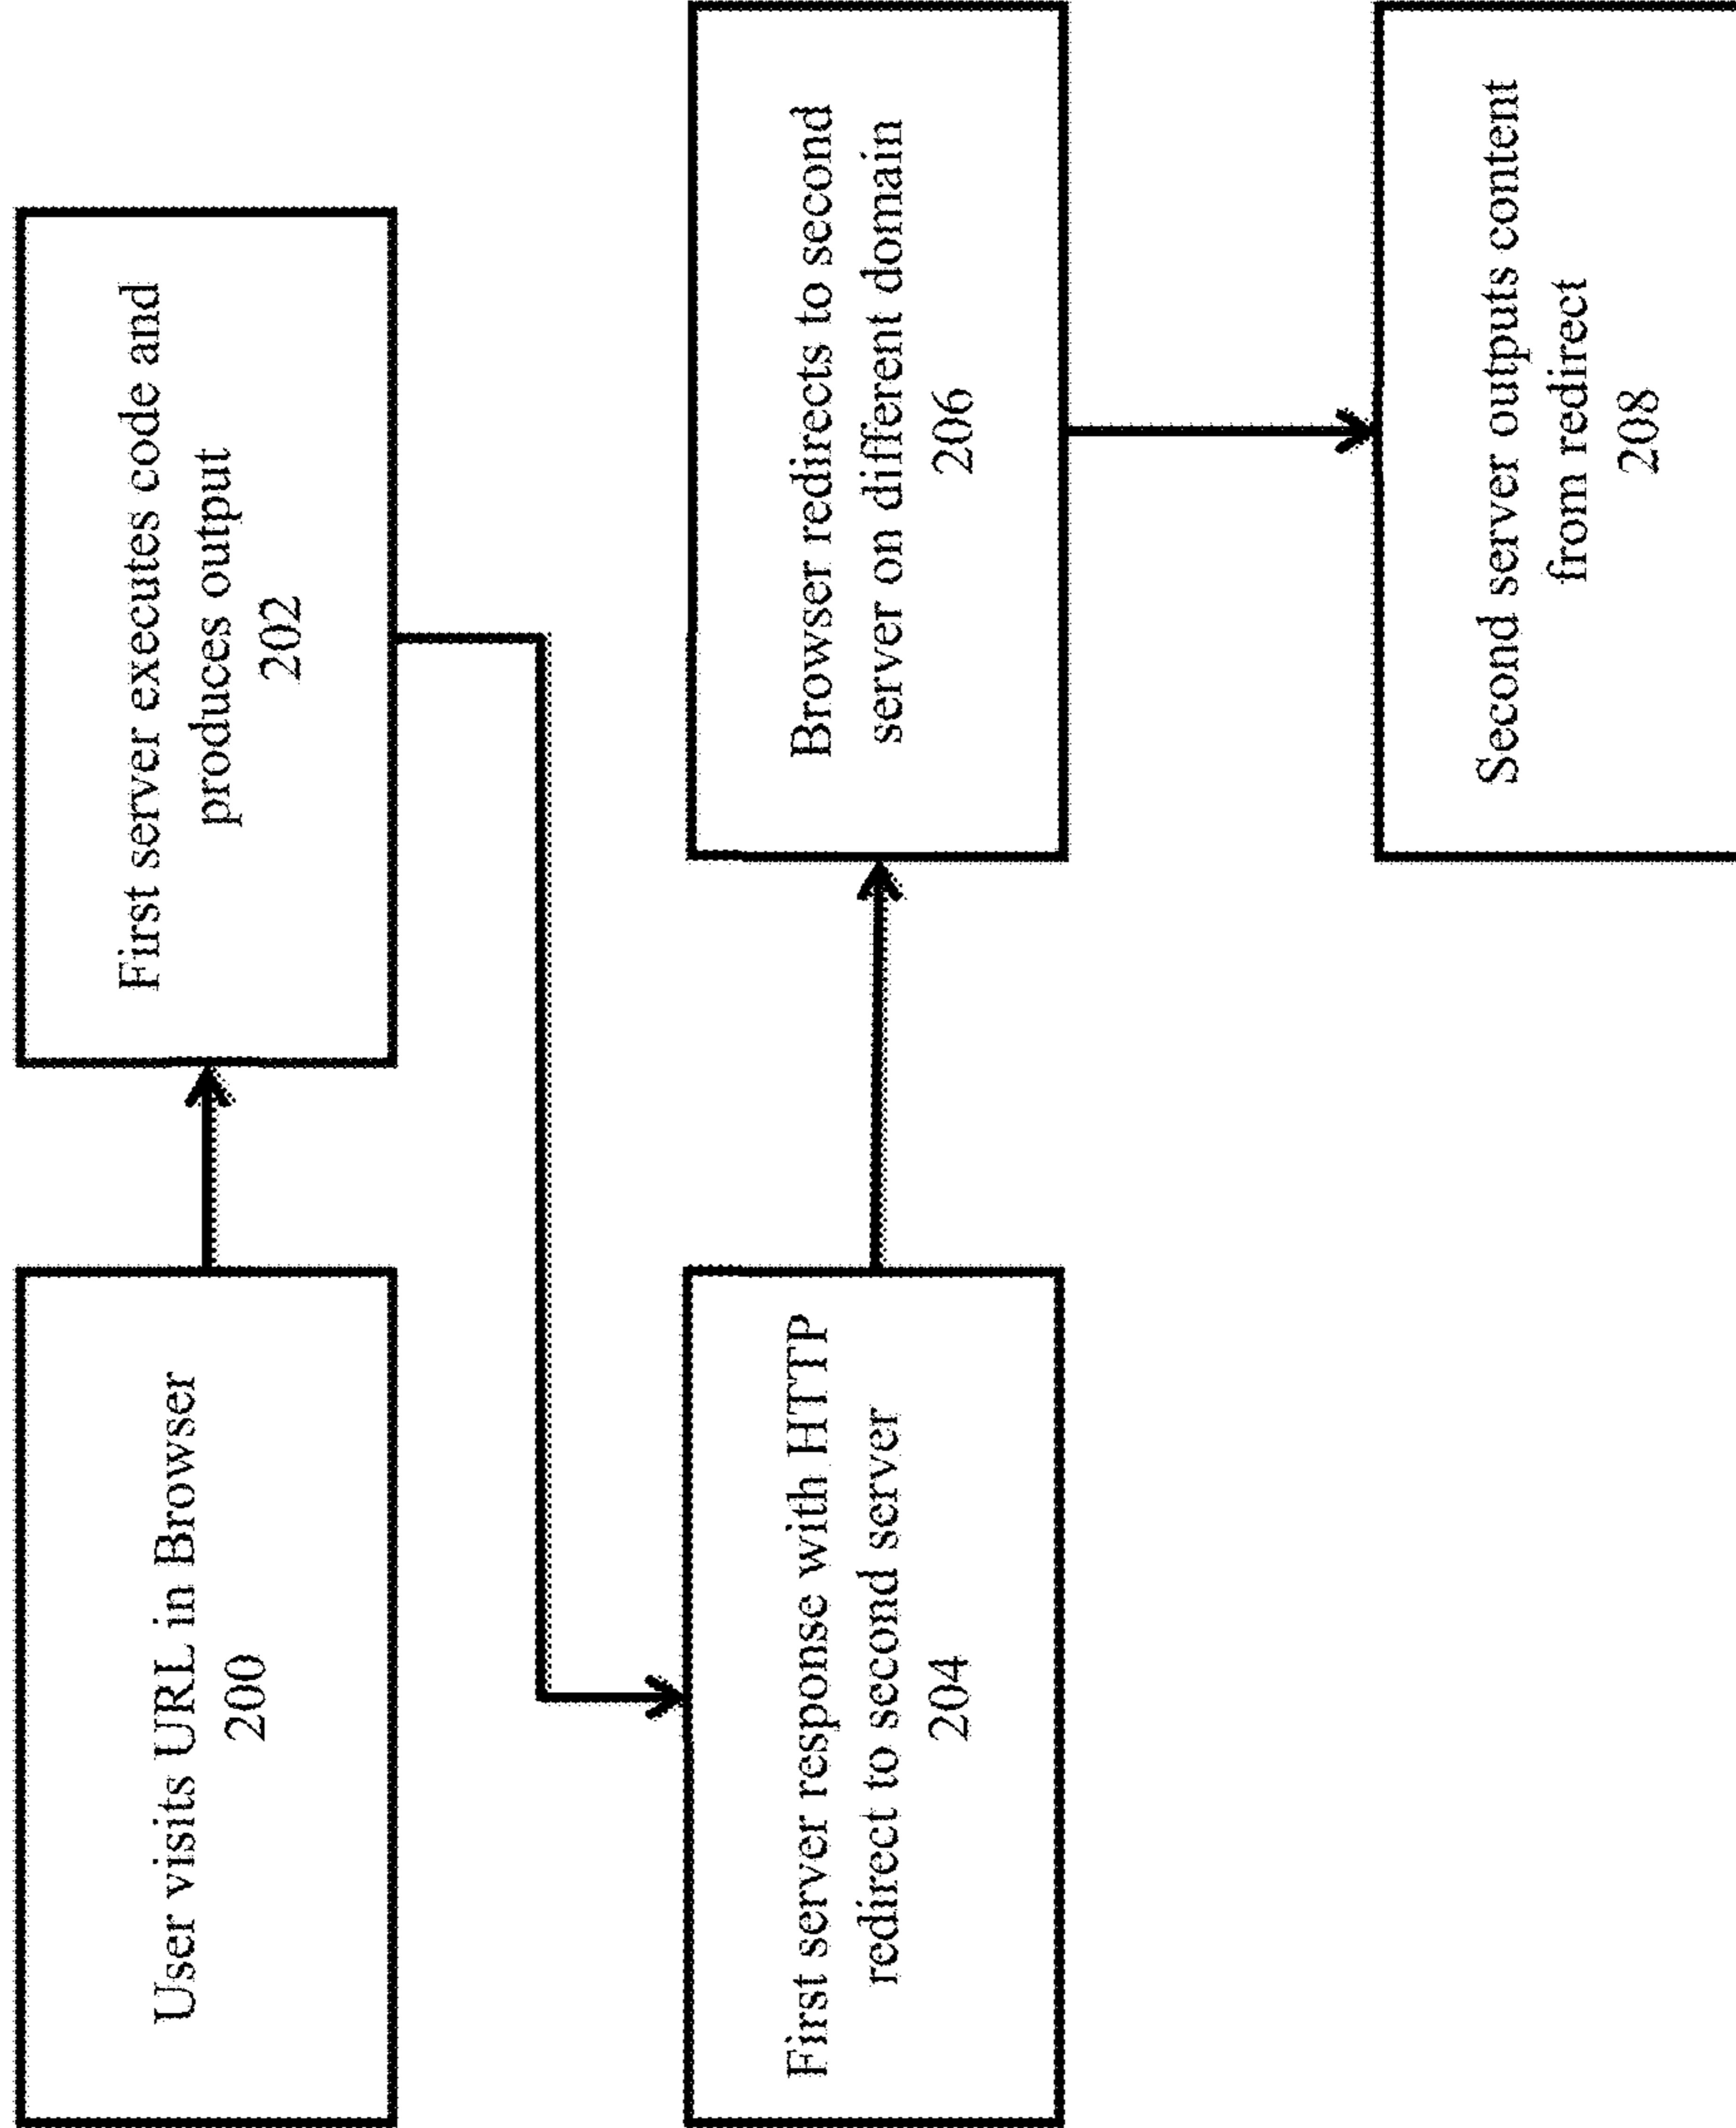 User visits URL in Browser
200
First server executes code and
produces output
202
First server response with HTTP
redirect to second server
204
Browser redirects to second
server on different domain
206
Second server outputs content
from redirect
208